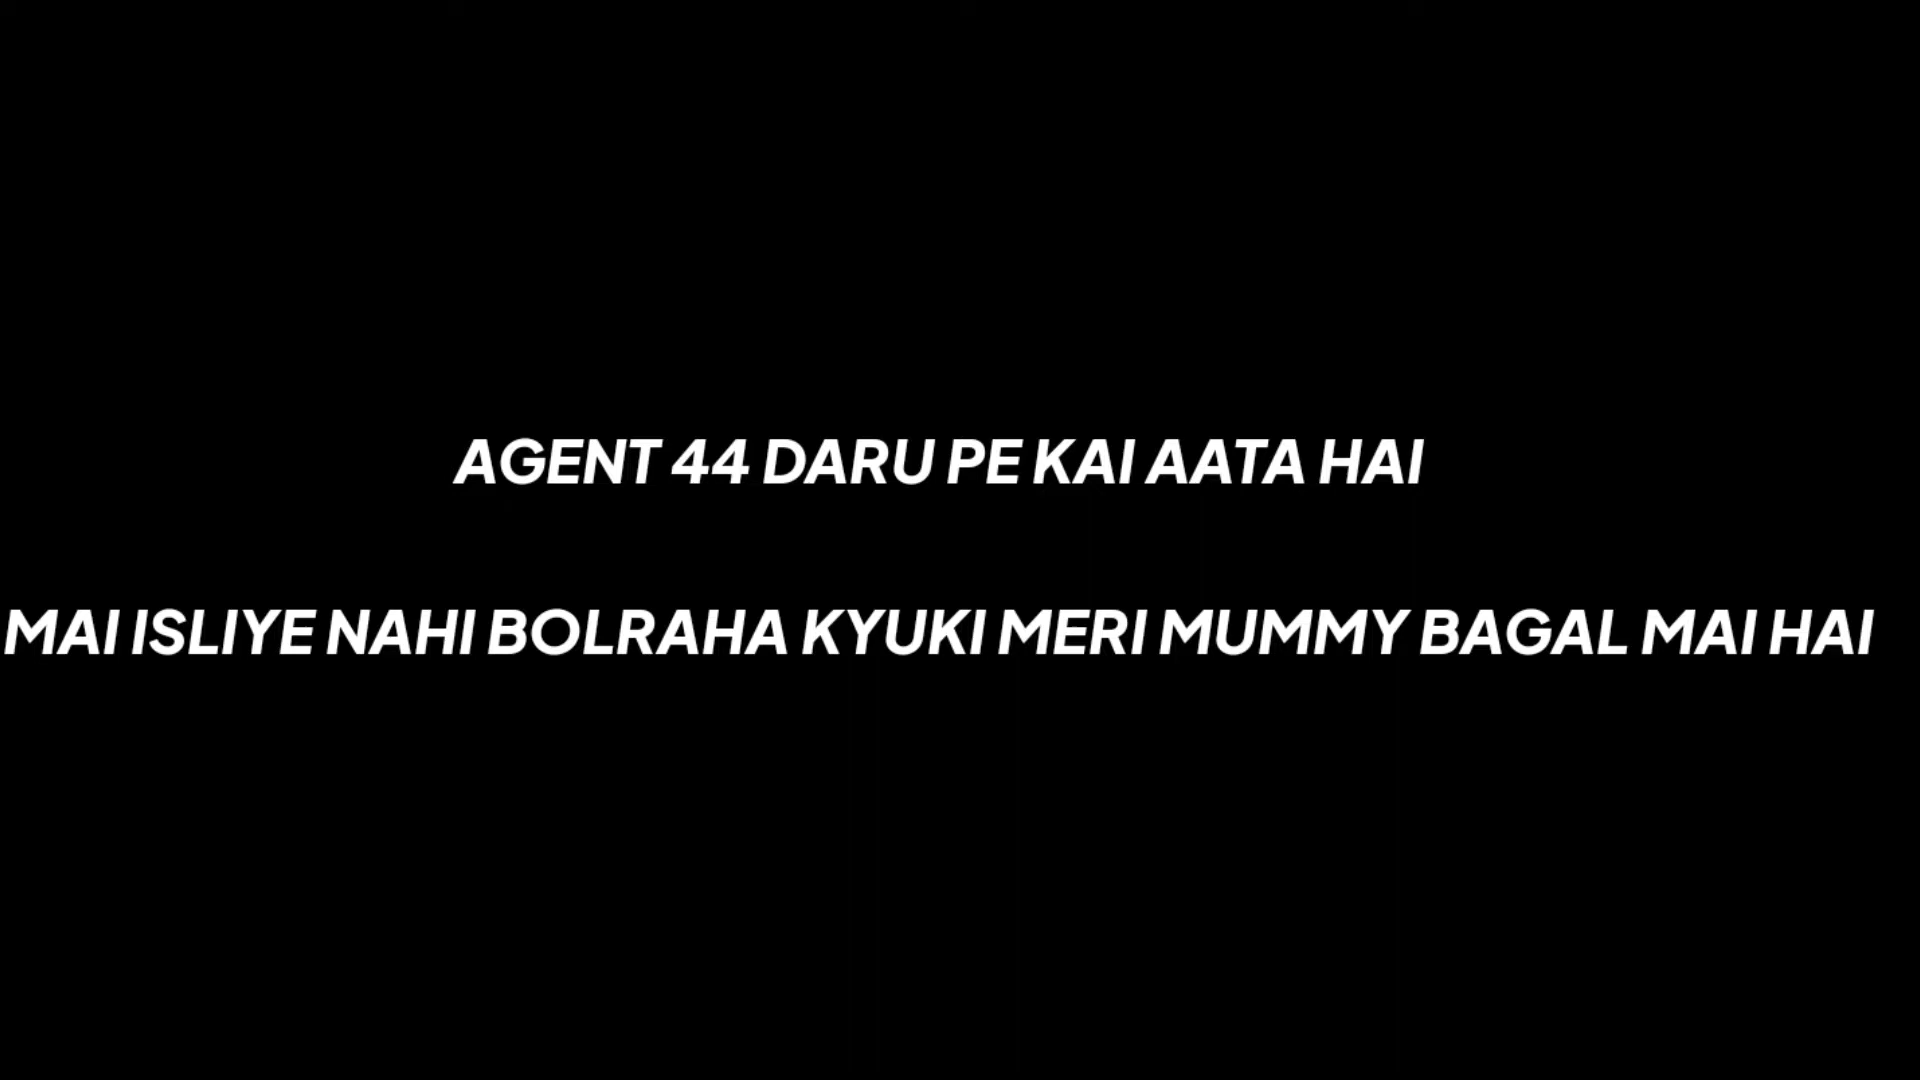 AGENT 44 DARU PE KAI AATA HAI
MAI ISLIYE NAHI BOLRAHA KYUKI MERI MUMMY BAGAL MAI HAI